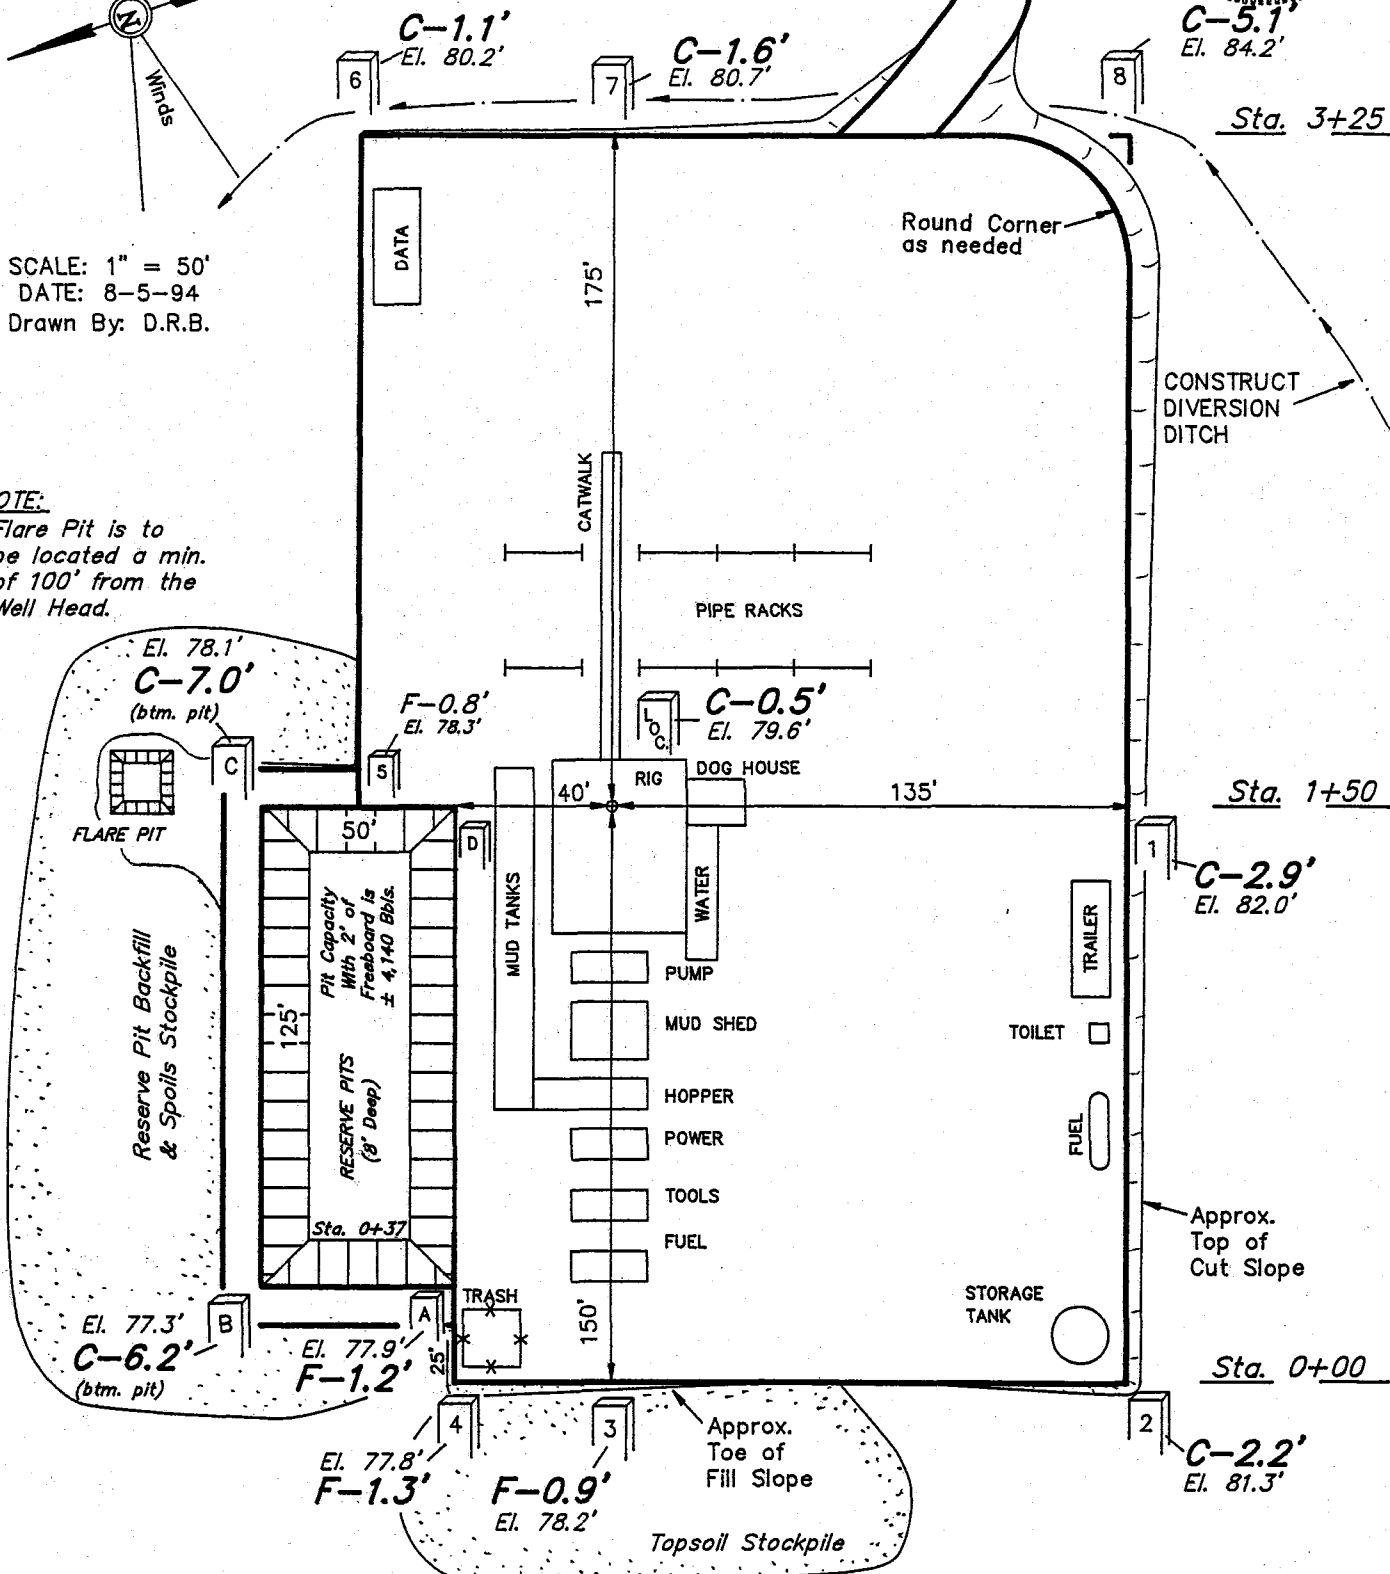 N
Winds
C-1.1'
El. 80.2'
6
C-1.6'
El. 80.7'
7
C-5.1'
El. 84.2'
8
Sta. 3+25
SCALE: 1" = 50'
DATE: 8-5-94
Drawn By: D.R.B.
DATA
175'
Round Corner
as needed
CONSTRUCT
DIVERSION
DITCH
OTE:
Flare Pit is to
be located a min.
of 100' from the
Well Head.
CATWALK
PIPE RACKS
El. 78.1'
C-7.0'
(btm. pit)
C
F-0.8'
El. 78.3'
5
LOC.
C-0.5'
El. 79.6'
RIG
DOG HOUSE
40'
135'
Sta. 1+50
FLARE PIT
50'
D
1
C-2.9'
El. 82.0'
MUD TANKS
WATER
TRAILER
Pit Capacity
With 2' of
Freeboard is
± 4,140 Bbls.
125'
RESERVE PITS
(8' Deep)
Reserve Pit Backfill
& Spoils Stockpile
PUMP
MUD SHED
TOILET
HOPPER
POWER
FUEL
TOOLS
FUEL
Sta. 0+37
Approx.
Top of
Cut Slope
TRASH
150'
STORAGE
TANK
El. 77.3'
C-6.2'
(btm. pit)
B
El. 77.9'
F-1.2'
A
25'
Sta. 0+00
4
El. 77.8'
F-1.3'
3
F-0.9'
El. 78.2'
Approx.
Toe of
Fill Slope
2
C-2.2'
El. 81.3'
Topsoil Stockpile